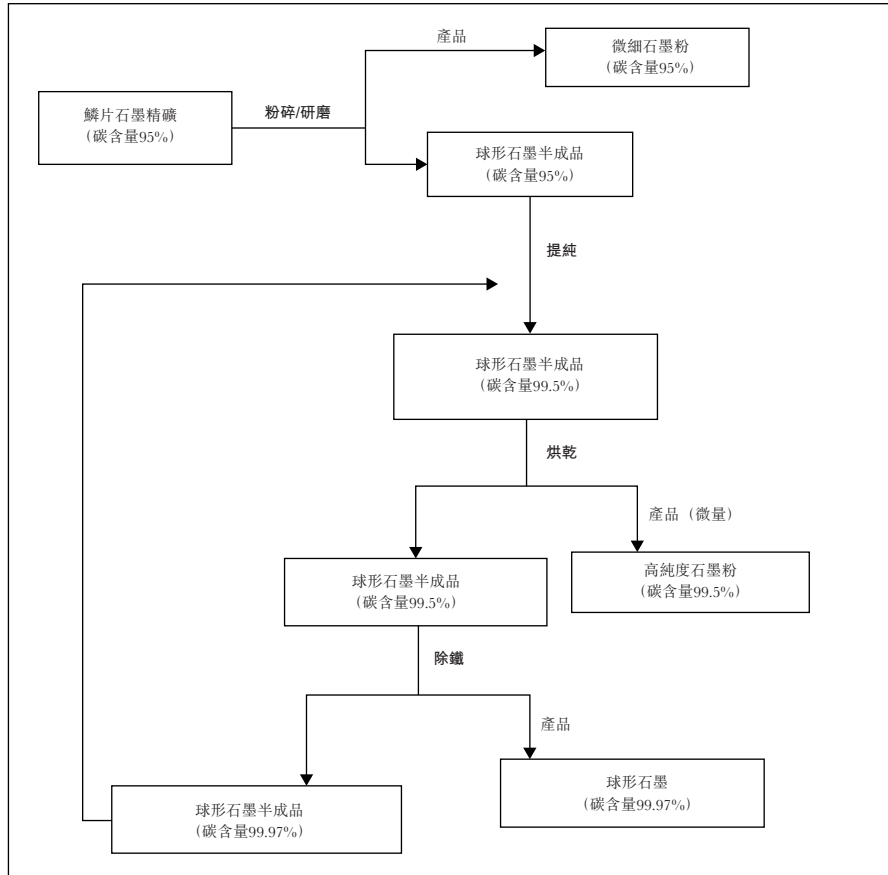 產品
微細石墨粉
(碳含量95%)
鱗片石墨精礦
(碳含量95%)
粉碎/研磨
球形石墨半成品
(碳含量95%)
提純
球形石墨半成品
(碳含量99.5%)
烘乾
產品（微量）
球形石墨半成品
(碳含量99.5%)
高純度石墨粉
(碳含量99.5%)
除鐵
產品
球形石墨半成品
(碳含量99.97%)
球形石墨
(碳含量99.97%)